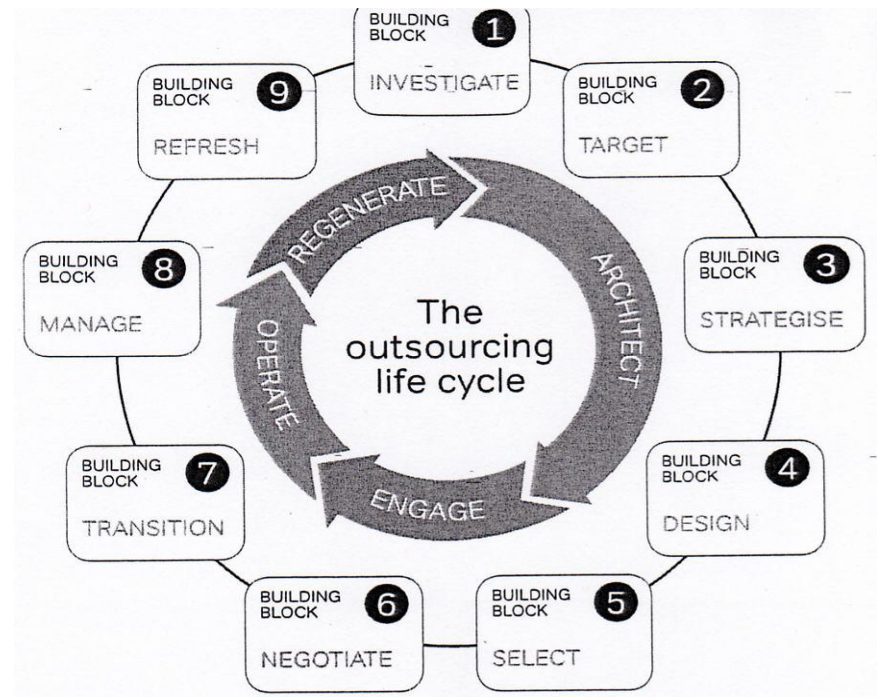 BUILDING
BLOCK
1
INVESTIGATE
BUILDING
BLOCK
2
TARGET
BUILDING
BLOCK
3
STRATEGISE
BUILDING
BLOCK
4
DESIGN
BUILDING
BLOCK
5
SELECT
BUILDING
BLOCK
6
NEGOTIATE
BUILDING
BLOCK
7
TRANSITION
BUILDING
BLOCK
8
MANAGE
BUILDING
BLOCK
9
REFRESH
ARCHITECT
ENGAGE
OPERATE
REGENERATE
The
outsourcing
life cycle